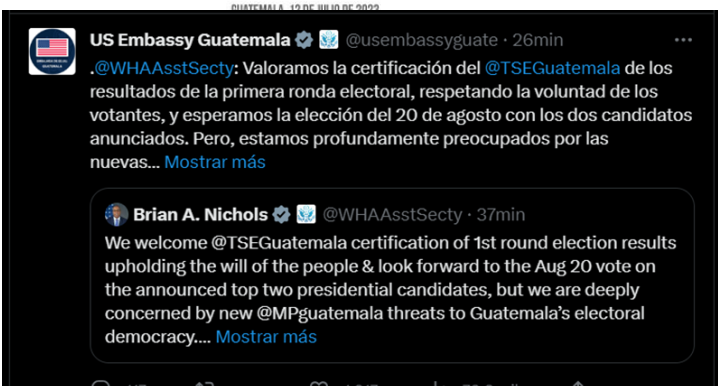 GUATEMALA, 12 DE JULIO DE 2023
US Embassy Guatemala @usembassyguate · 26min
.@WHAAsstSecty: Valoramos la certificación del @TSEGuatemala de los
resultados de la primera ronda electoral, respetando la voluntad de los
votantes, y esperamos la elección del 20 de agosto con los dos candidatos
anunciados. Pero, estamos profundamente preocupados por las
nuevas... Mostrar más
Brian A. Nichols @WHAAsstSecty · 37min
We welcome @TSEGuatemala certification of 1st round election results
upholding the will of the people & look forward to the Aug 20 vote on
the announced top two presidential candidates, but we are deeply
concerned by new @MPguatemala threats to Guatemala's electoral
democracy.... Mostrar más